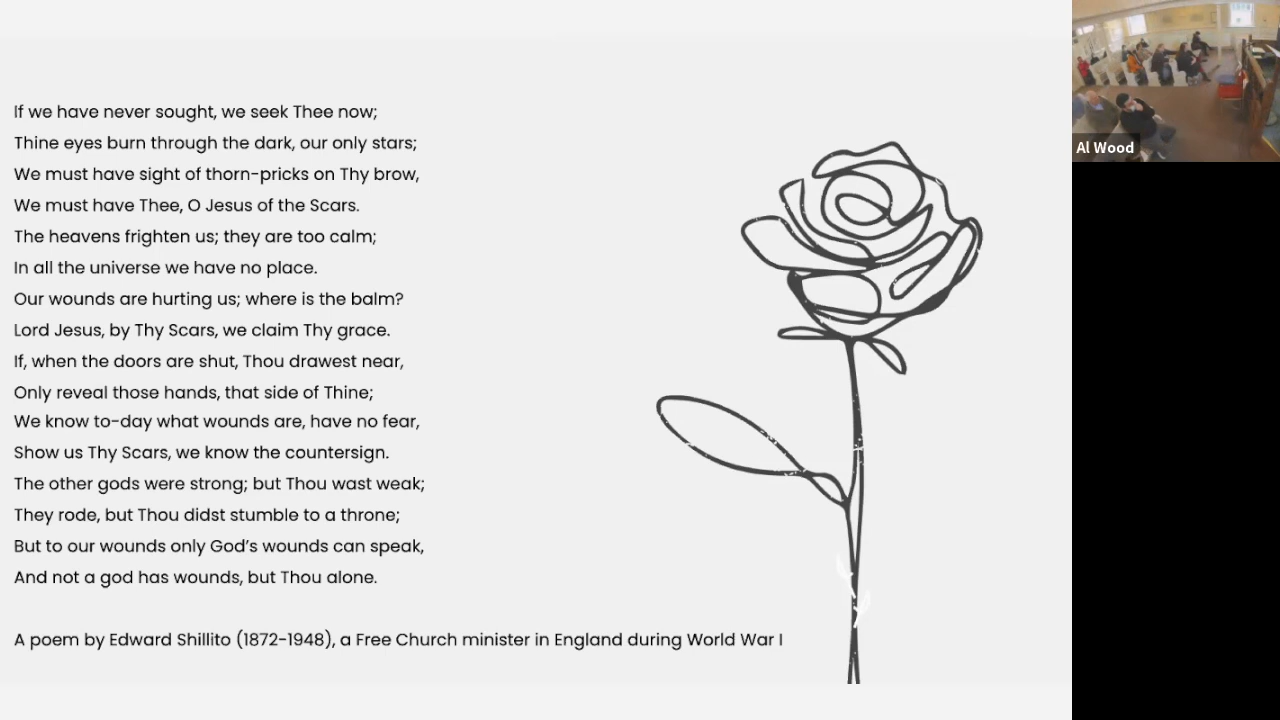 If we have never sought, we seek Thee now;
Thine eyes burn through the dark, our only stars;
We must have sight of thorn-pricks on Thy brow,
We must have Thee, O Jesus of the Scars.
The heavens frighten us; they are too calm;
In all the universe we have no place.
Our wounds are hurting us; where is the balm?
Lord Jesus, by Thy Scars, we claim Thy grace.
If, when the doors are shut, Thou drawest near,
Only reveal those hands, that side of Thine;
We know to-day what wounds are, have no fear,
Show us Thy Scars, we know the countersign.
The other gods were strong; but Thou wast weak;
They rode, but Thou didst stumble to a throne;
But to our wounds only God's wounds can speak,
And not a god has wounds, but Thou alone.
A poem by Edward Shillito (1872-1948), a Free Church minister in England during World War I
Al Wood